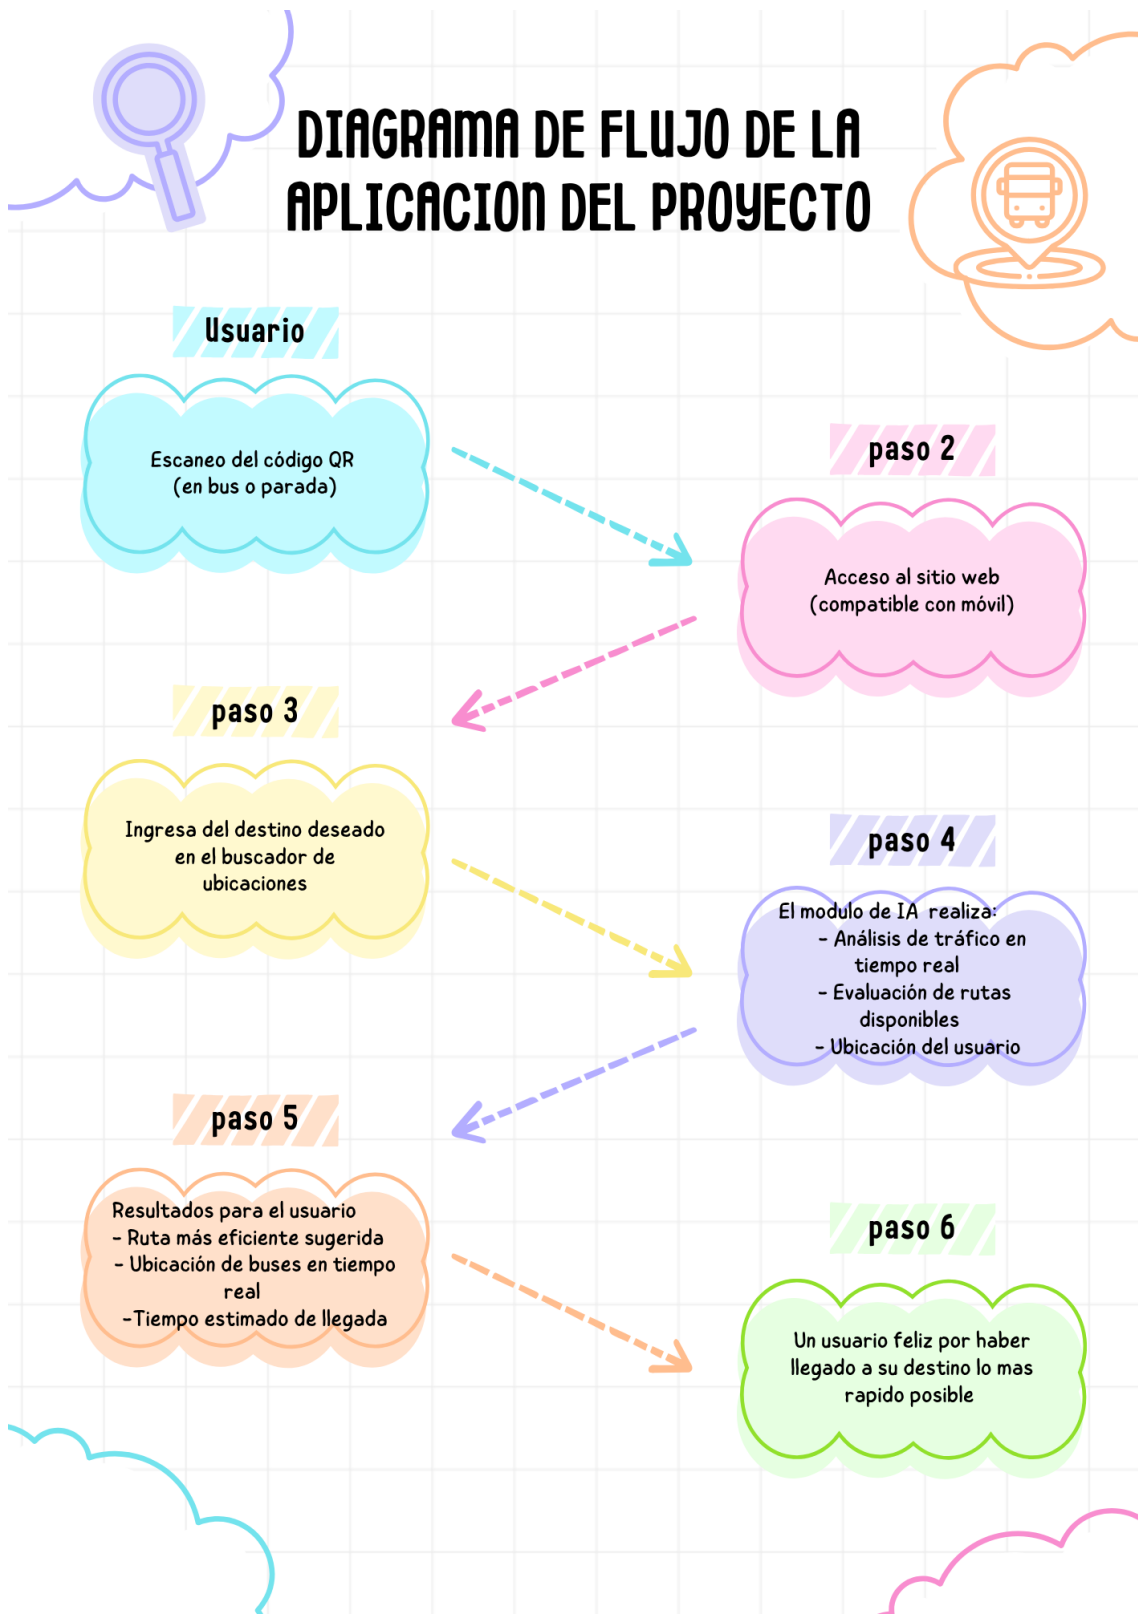 DIAGRAMA DE FLUJO DE LA
APLICACION DEL PROYECTO
Usuario
Escaneo del código QR
(en bus o parada)
paso 2
Acceso al sitio web
(compatible con móvil)
paso 3
Ingresa del destino deseado
en el buscador de
ubicaciones
paso 4
El modulo de IA realiza:
- Análisis de tráfico en
tiempo real
- Evaluación de rutas
disponibles
- Ubicación del usuario
paso 5
Resultados para el usuario
- Ruta más eficiente sugerida
- Ubicación de buses en tiempo
real
-Tiempo estimado de llegada
paso 6
Un usuario feliz por haber
llegado a su destino lo mas
rapido posible